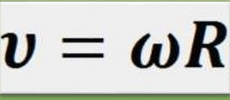 υ = ωR